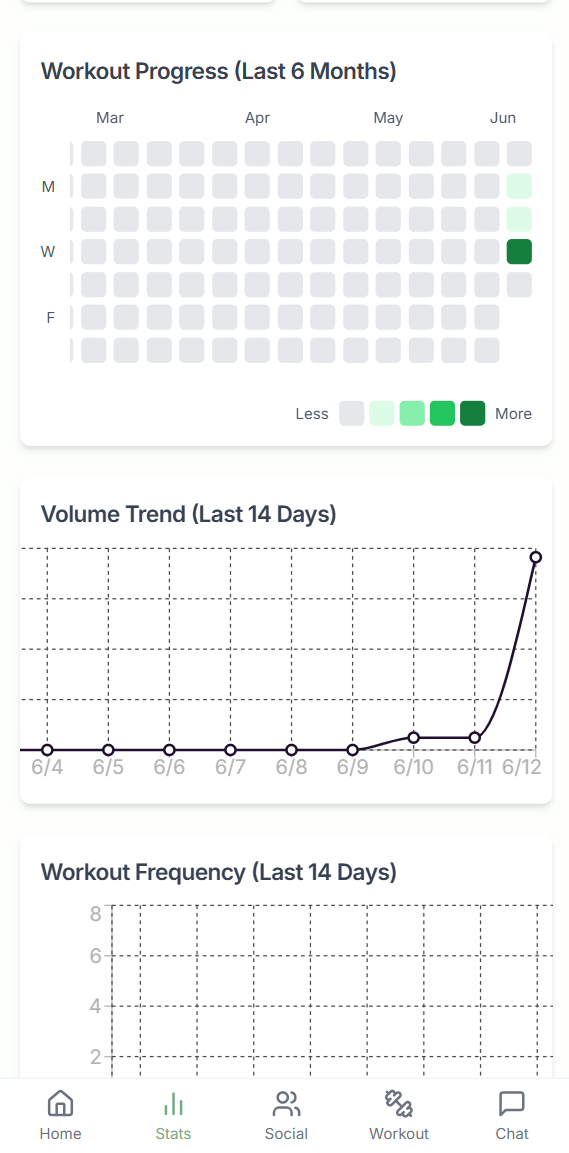 Workout Progress (Last 6 Months)
Mar Apr May Jun
M
W
F
Less More
Volume Trend (Last 14 Days)
6/4 6/5 6/6 6/7 6/8 6/9 6/10 6/11 6/12
Workout Frequency (Last 14 Days)
8
6
4
2
Home Stats Social Workout Chat